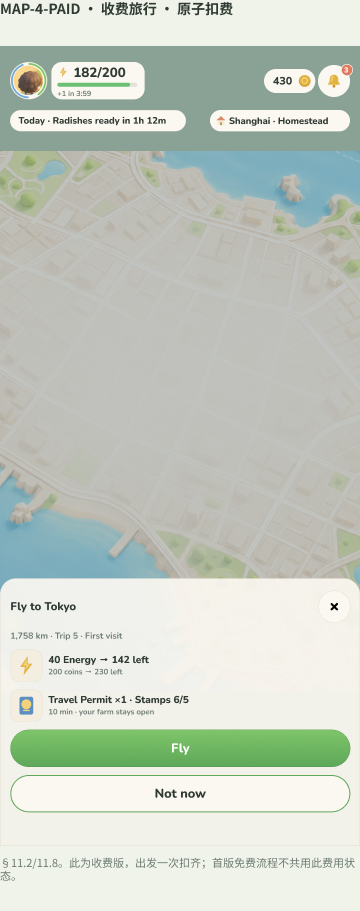 MAP-4-PAID • 收费旅行 • 原子扣费
182/200
+1 in 3:59
430
3
Today · Radishes ready in 1h 12m
Shanghai · Homestead
Fly to Tokyo
1,758 km · Trip 5 · First visit
40 Energy → 142 left
200 coins → 230 left
Travel Permit ×1 · Stamps 6/5
10 min · your farm stays open
Fly
Not now
§11.2/11.8。此为收费版，出发一次扣齐；首版免费流程不共用此费用状
态。